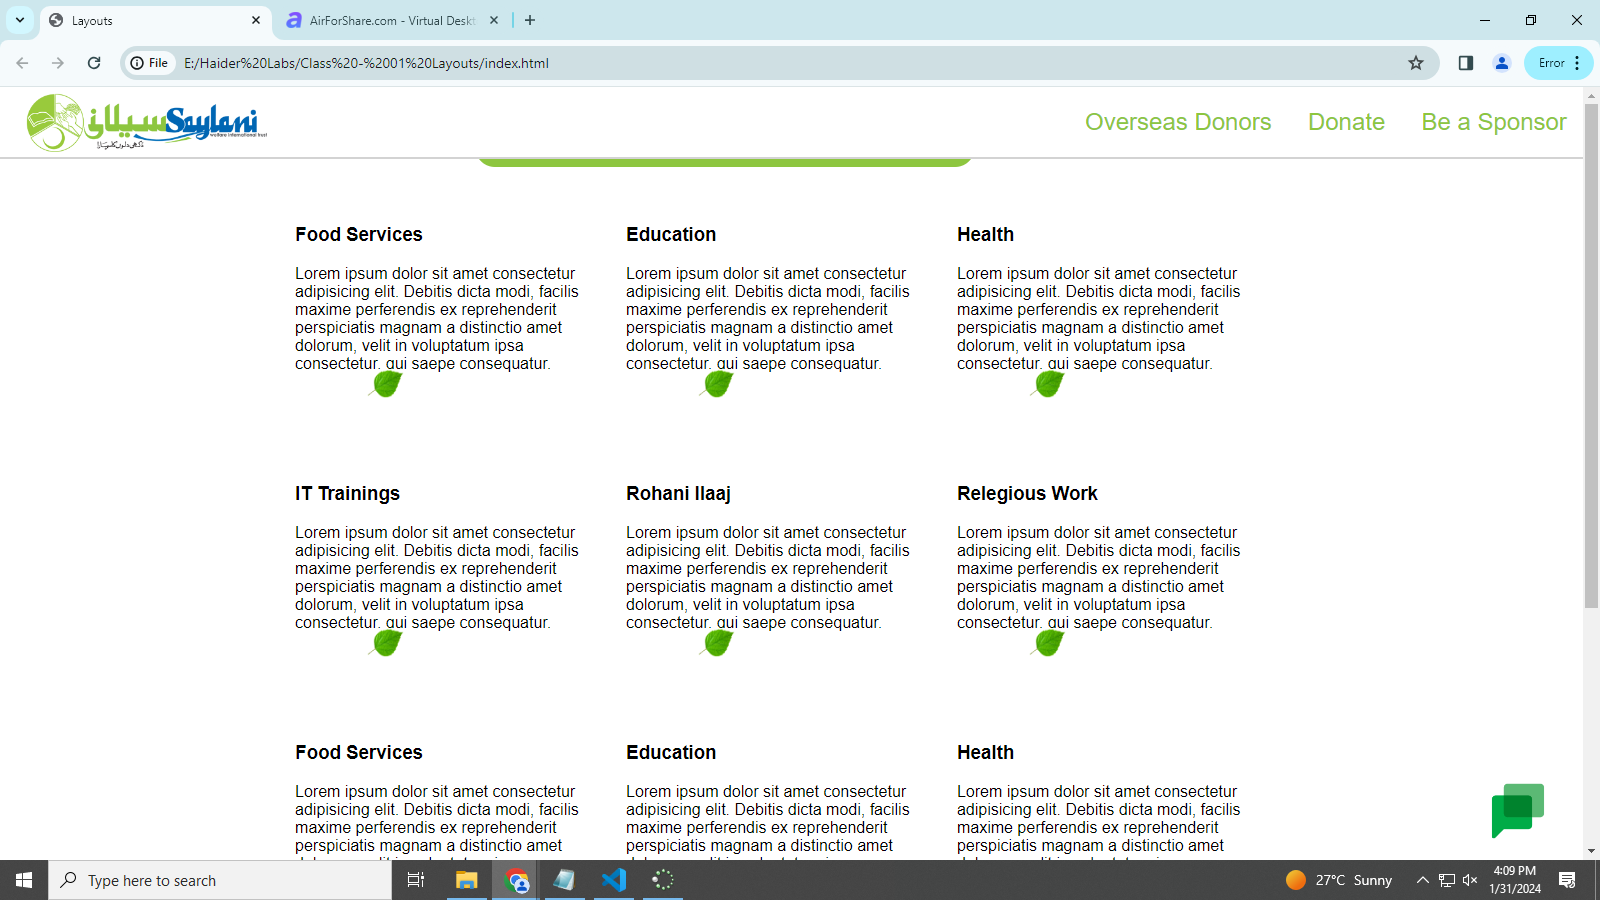 Layouts
AirForShare.com - Virtual Deskt
File
E:/Haider%20Labs/Class%20-%2001%20Layouts/index.html
Error
سیلانی Saylani
welfare international trust
Overseas Donors Donate Be a Sponsor
Food Services
Lorem ipsum dolor sit amet consectetur
adipisicing elit. Debitis dicta modi, facilis
maxime perferendis ex reprehenderit
perspiciatis magnam a distinctio amet
dolorum, velit in voluptatum ipsa
consectetur, qui saepe consequatur.
Education
Lorem ipsum dolor sit amet consectetur
adipisicing elit. Debitis dicta modi, facilis
maxime perferendis ex reprehenderit
perspiciatis magnam a distinctio amet
dolorum, velit in voluptatum ipsa
consectetur, qui saepe consequatur.
Health
Lorem ipsum dolor sit amet consectetur
adipisicing elit. Debitis dicta modi, facilis
maxime perferendis ex reprehenderit
perspiciatis magnam a distinctio amet
dolorum, velit in voluptatum ipsa
consectetur, qui saepe consequatur.
IT Trainings
Lorem ipsum dolor sit amet consectetur
adipisicing elit. Debitis dicta modi, facilis
maxime perferendis ex reprehenderit
perspiciatis magnam a distinctio amet
dolorum, velit in voluptatum ipsa
consectetur, qui saepe consequatur.
Rohani Ilaaj
Lorem ipsum dolor sit amet consectetur
adipisicing elit. Debitis dicta modi, facilis
maxime perferendis ex reprehenderit
perspiciatis magnam a distinctio amet
dolorum, velit in voluptatum ipsa
consectetur, qui saepe consequatur.
Relegious Work
Lorem ipsum dolor sit amet consectetur
adipisicing elit. Debitis dicta modi, facilis
maxime perferendis ex reprehenderit
perspiciatis magnam a distinctio amet
dolorum, velit in voluptatum ipsa
consectetur, qui saepe consequatur.
Food Services
Lorem ipsum dolor sit amet consectetur
adipisicing elit. Debitis dicta modi, facilis
maxime perferendis ex reprehenderit
perspiciatis magnam a distinctio amet
Education
Lorem ipsum dolor sit amet consectetur
adipisicing elit. Debitis dicta modi, facilis
maxime perferendis ex reprehenderit
perspiciatis magnam a distinctio amet
Health
Lorem ipsum dolor sit amet consectetur
adipisicing elit. Debitis dicta modi, facilis
maxime perferendis ex reprehenderit
perspiciatis magnam a distinctio amet
Type here to search
27°C Sunny
4:09 PM
1/31/2024